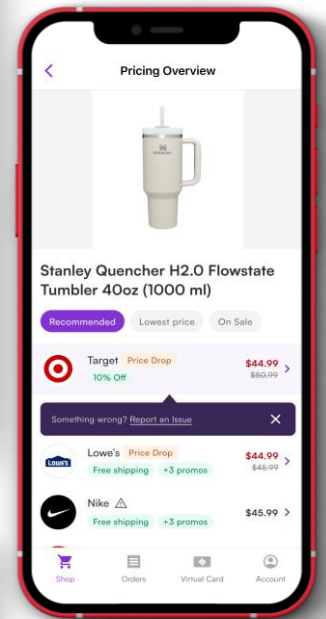 Pricing Overview
STANLEY
Stanley Quencher H2.0 Flowstate
Tumbler 40oz (1000 ml)
Recommended
Lowest price
On Sale
Target Price Drop
$44.99
10% Off
$50.99
Something wrong? Report an Issue
Lowe's Price Drop
$44.99
LOWE'S
Free shipping +3 promos
$45.99
Nike
$45.99
Free shipping +3 promos
Shop
Orders
Virtual Card
Account